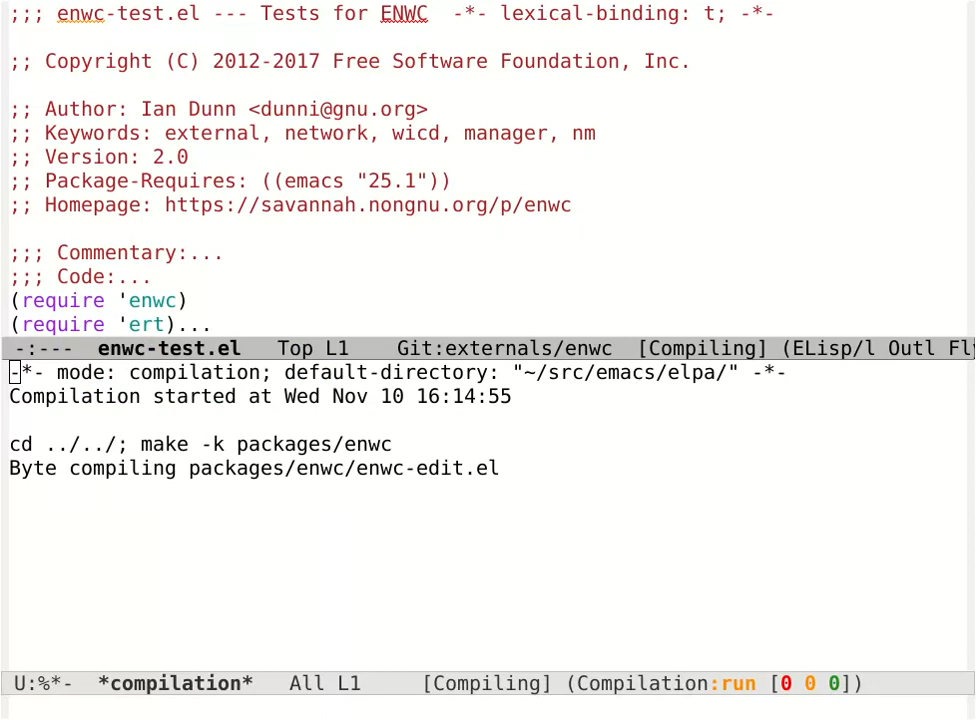 ;;; enwc-test.el --- Tests for ENWC  -*- lexical-binding: t; -*-
;; Copyright (C) 2012-2017 Free Software Foundation, Inc.
;; Author: Ian Dunn <dunni@gnu.org>
;; Keywords: external, network, wicd, manager, nm
;; Version: 2.0
;; Package-Requires: ((emacs "25.1"))
;; Homepage: https://savannah.nongnu.org/p/enwc
;;; Commentary:...
;;; Code:...
(require 'enwc)
(require 'ert)...
-:---  enwc-test.el   Top L1    Git:externals/enwc  [Compiling] (ELisp/l Outl Fly
-*- mode: compilation; default-directory: "~/src/emacs/elpa/" -*-
Compilation started at Wed Nov 10 16:14:55
cd ../../; make -k packages/enwc
Byte compiling packages/enwc/enwc-edit.el
U:%*-  *compilation*   All L1     [Compiling] (Compilation:run [0 0 0])